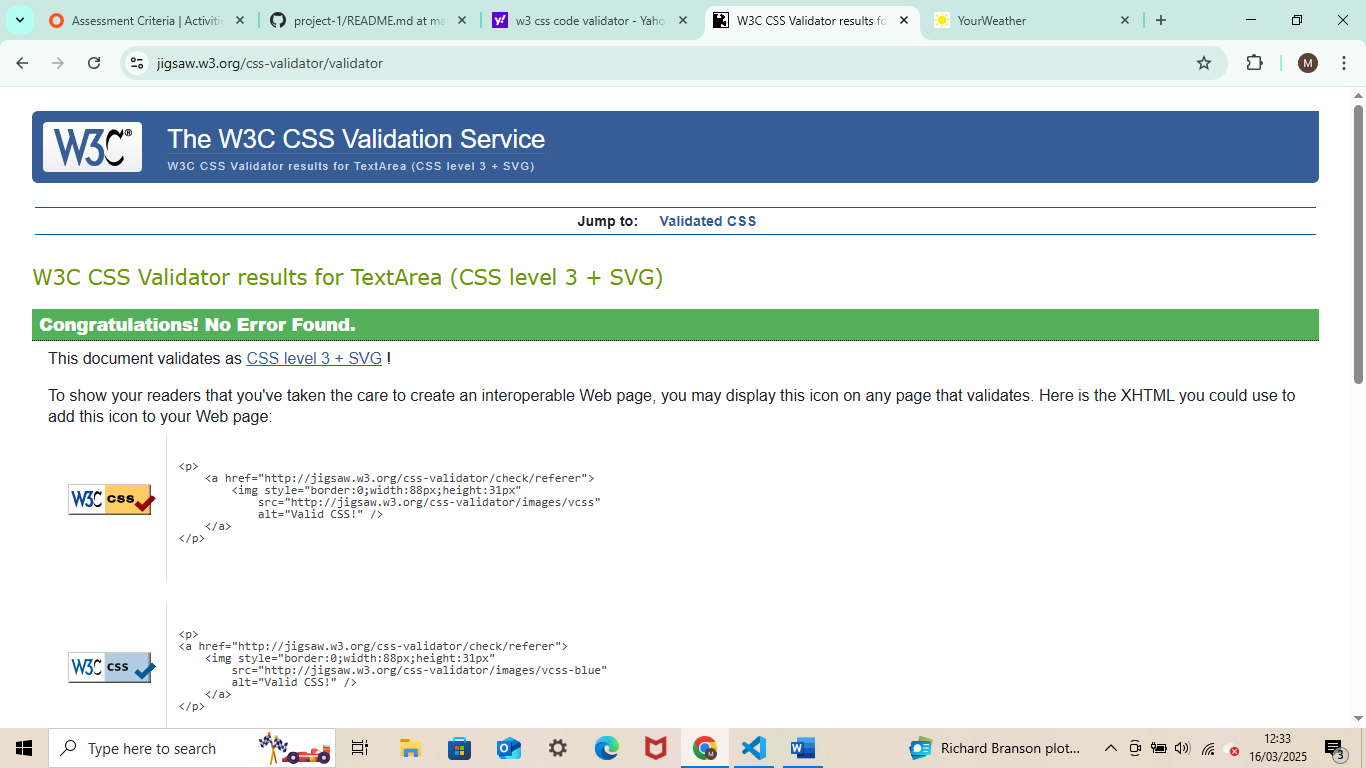 Assessment Criteria | Activitie
project-1/README.md at ma
w3 css code validator - Yaho
W3C CSS Validator results fo
YourWeather
jigsaw.w3.org/css-validator/validator
M
W3C®
The W3C CSS Validation Service
W3C CSS Validator results for TextArea (CSS level 3 + SVG)
Jump to: Validated CSS
W3C CSS Validator results for TextArea (CSS level 3 + SVG)
Congratulations! No Error Found.
This document validates as CSS level 3 + SVG !
To show your readers that you've taken the care to create an interoperable Web page, you may display this icon on any page that validates. Here is the XHTML you could use to
add this icon to your Web page:
<p>
<a href="http://jigsaw.w3.org/css-validator/check/referer">
<img style="border:0;width:88px;height:31px"
W3C css
src="http://jigsaw.w3.org/css-validator/images/vcss"
alt="Valid CSS!" />
</a>
</p>
<p>
<a href="http://jigsaw.w3.org/css-validator/check/referer">
<img style="border:0;width:88px;height:31px"
W3C css
src="http://jigsaw.w3.org/css-validator/images/vcss-blue"
alt="Valid CSS!" />
</a>
</p>
Type here to search
Richard Branson plot...
12:33
16/03/2025
3